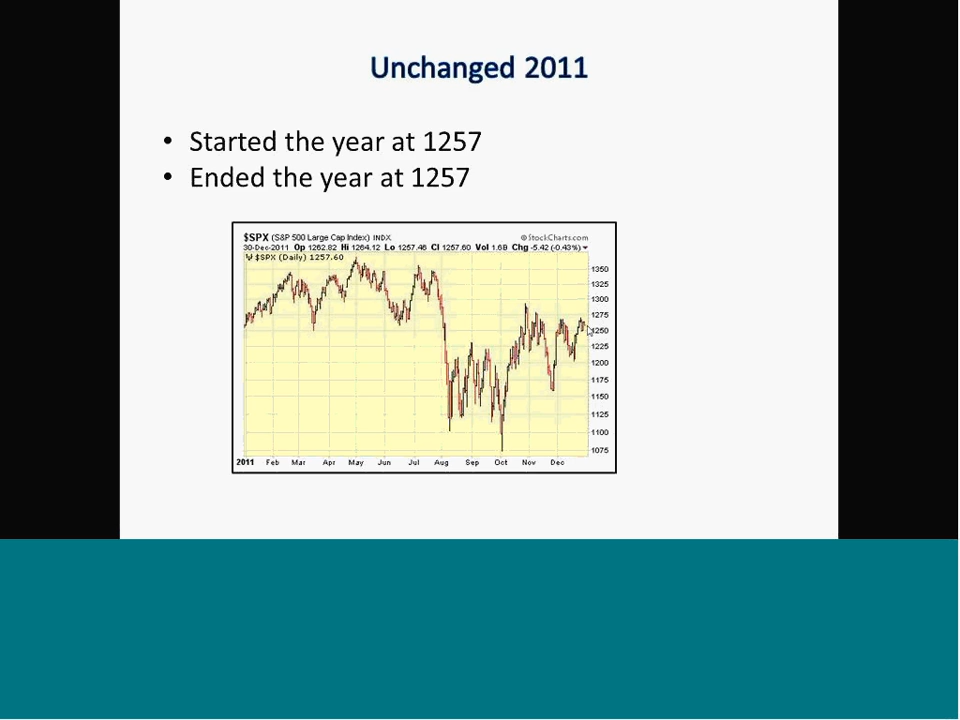 Unchanged 2011
• Started the year at 1257
• Ended the year at 1257
$SPX (S&P 500 Large Cap Index) INDX © StockCharts.com
30-Dec-2011 Op 1262.82 Hi 1264.12 Lo 1257.46 Cl 1257.60 Vol 1.6B Chg -5.42 (-0.43%)
$SPX (Daily) 1257.60
1350
1325
1300
1275
1250
1225
1200
1175
1150
1125
1100
1075
2011 Feb Mar Apr May Jun Jul Aug Sep Oct Nov Dec